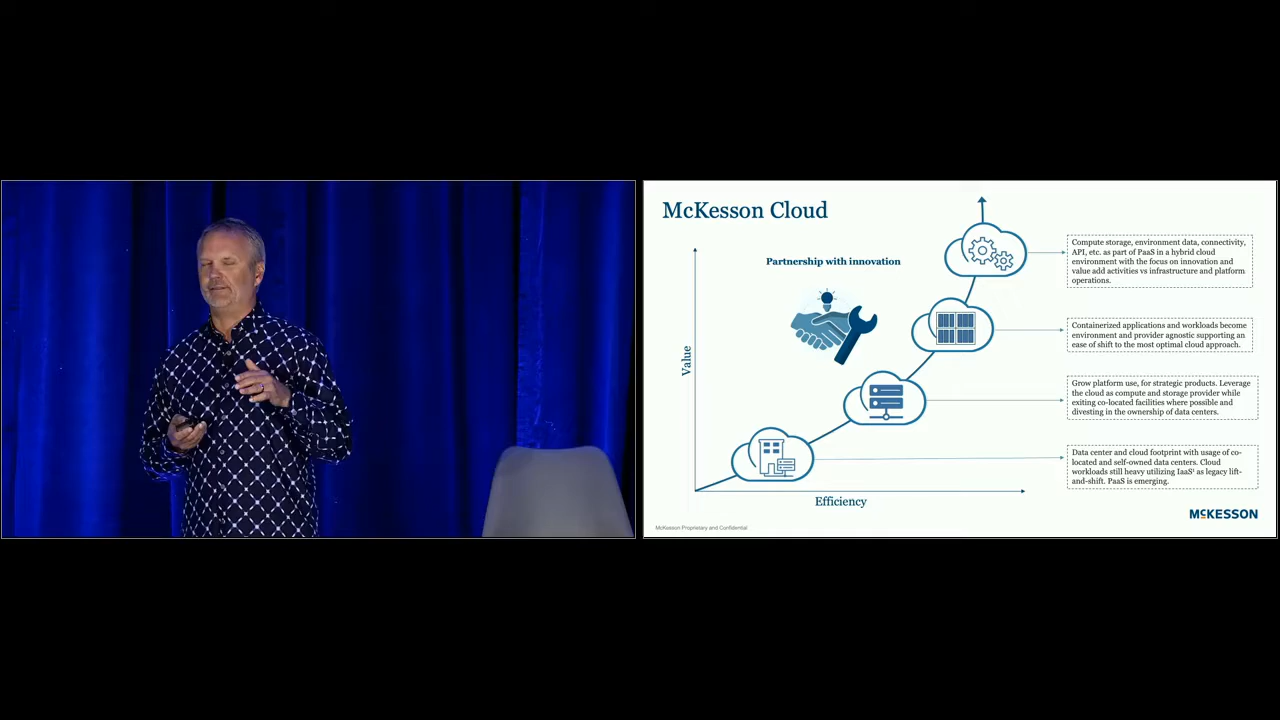 McKesson Cloud
Partnership with innovation
Value
Efficiency
Compute storage, environment data, connectivity,
API, etc. as part of PaaS in a hybrid cloud
environment with the focus on innovation and
value add activities vs infrastructure and platform
operations.
Containerized applications and workloads become
environment and provider agnostic supporting an
ease of shift to the most optimal cloud approach.
Grow platform use, for strategic products. Leverage
the cloud as compute and storage provider while
exiting co-located facilities where possible and
divesting in the ownership of data centers.
Data center and cloud footprint with usage of co-
located and self-owned data centers. Cloud
workloads still heavy utilizing IaaS¹ as legacy lift-
and-shift. PaaS is emerging.
McKesson Proprietary and Confidential
MCKESSON